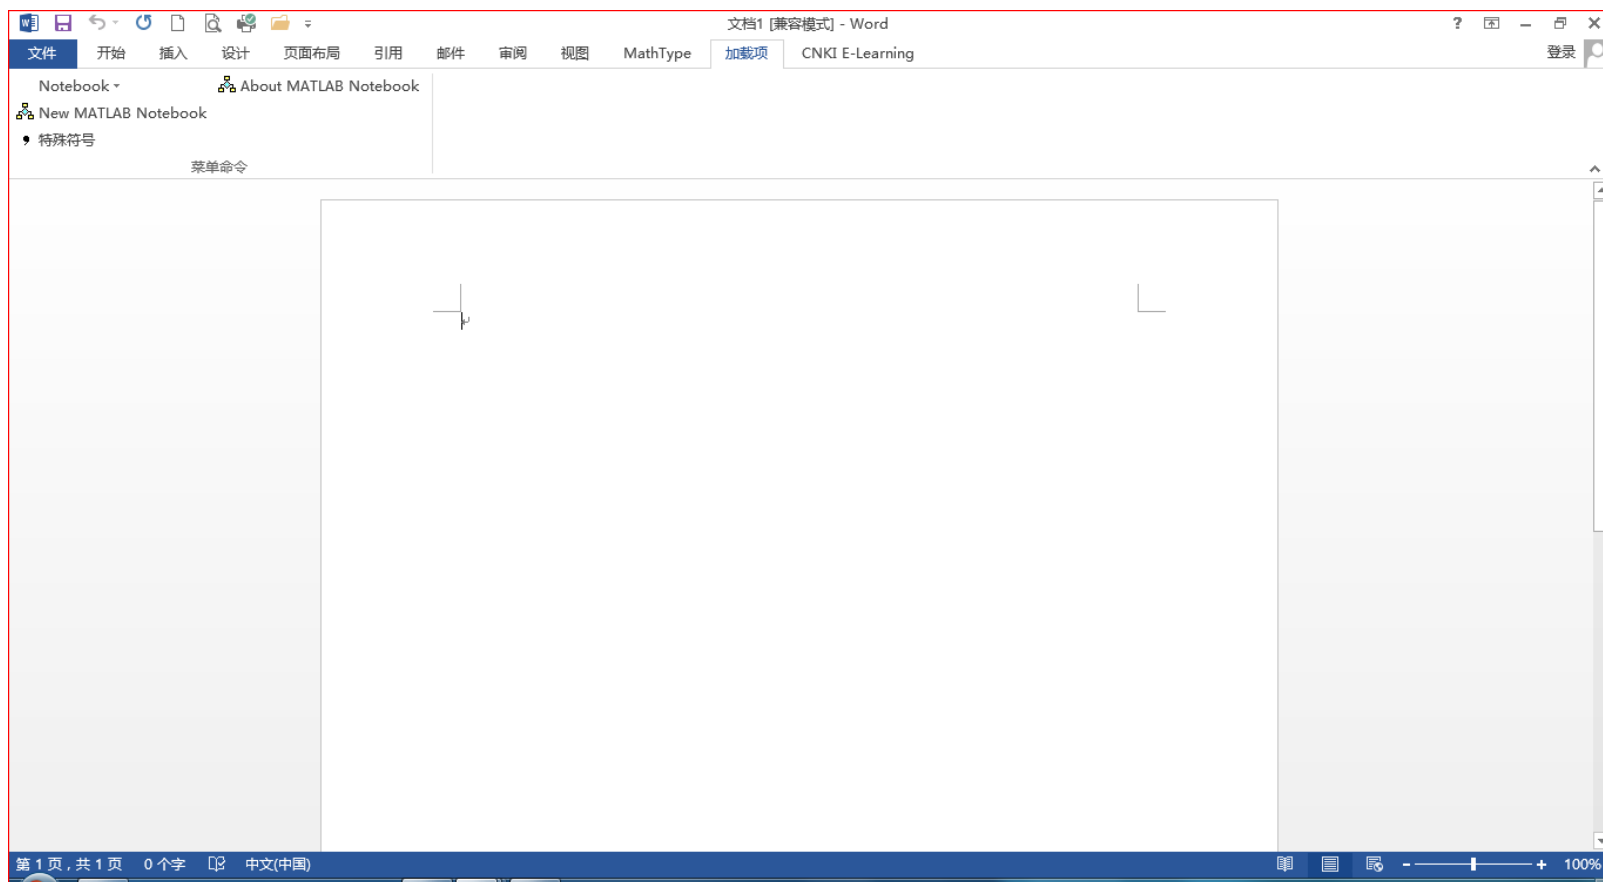 文档1 [兼容模式] - Word
文件 开始 插入 设计 页面布局 引用 邮件 审阅 视图 MathType 加载项 CNKI E-Learning 登录
Notebook About MATLAB Notebook
New MATLAB Notebook
特殊符号
菜单命令
第 1 页，共 1 页 0 个字 中文(中国) 100%